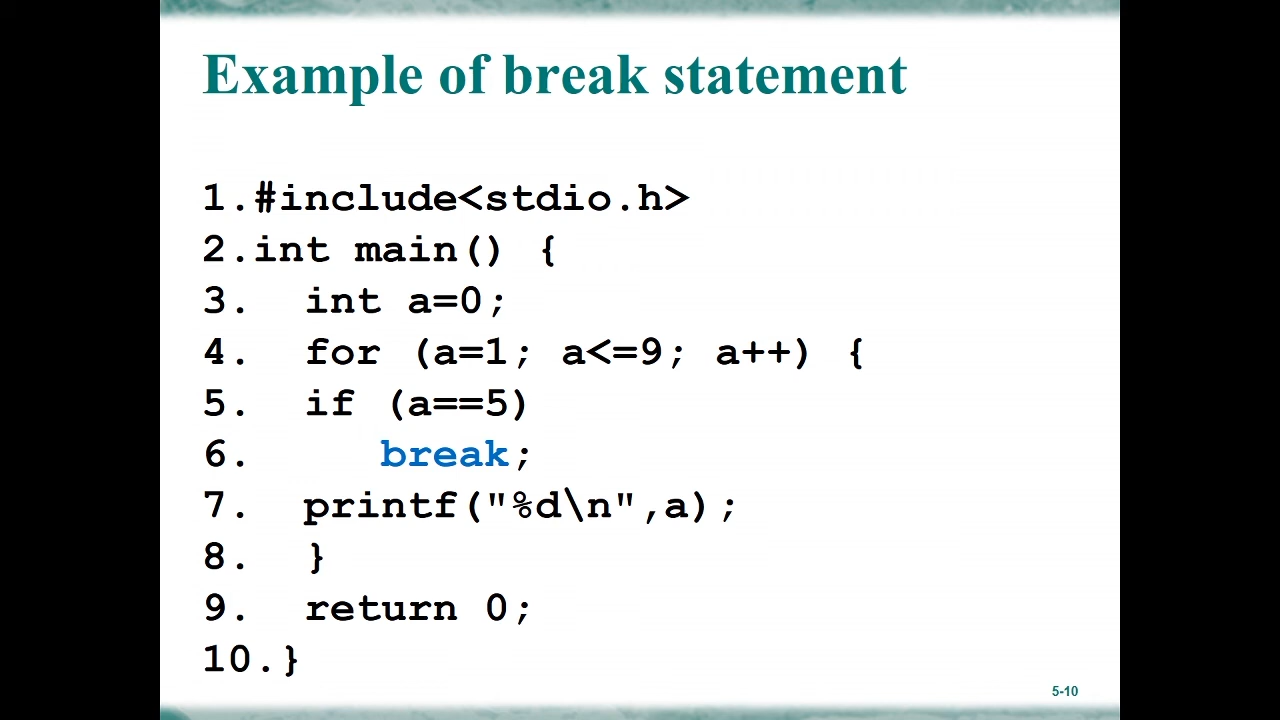 Example of break statement
1.#include<stdio.h>
2.int main() {
3.  int a=0;
4.  for (a=1; a<=9; a++) {
5.  if (a==5)
6.     break;
7.  printf("%d\n",a);
8.  }
9.  return 0;
10.}
5-10